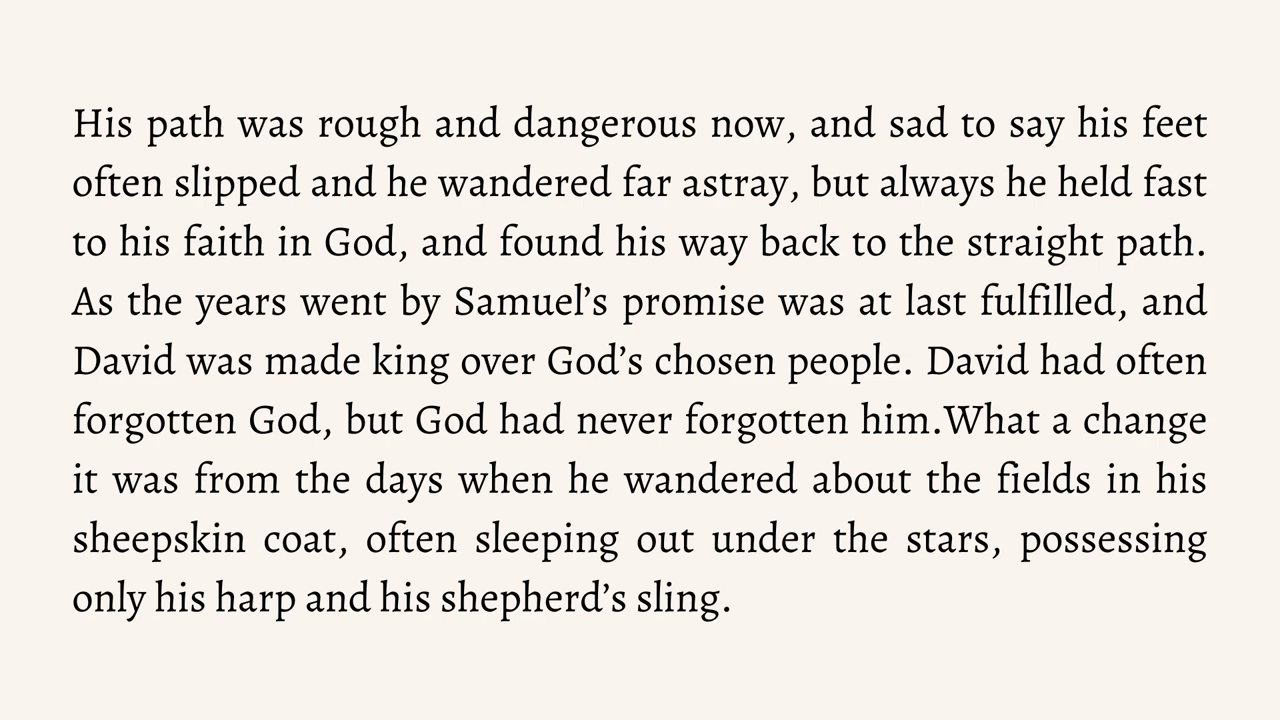 His path was rough and dangerous now, and sad to say his feet
often slipped and he wandered far astray, but always he held fast
to his faith in God, and found his way back to the straight path.
As the years went by Samuel’s promise was at last fulfilled, and
David was made king over God’s chosen people. David had often
forgotten God, but God had never forgotten him.What a change
it was from the days when he wandered about the fields in his
sheepskin coat, often sleeping out under the stars, possessing
only his harp and his shepherd’s sling.